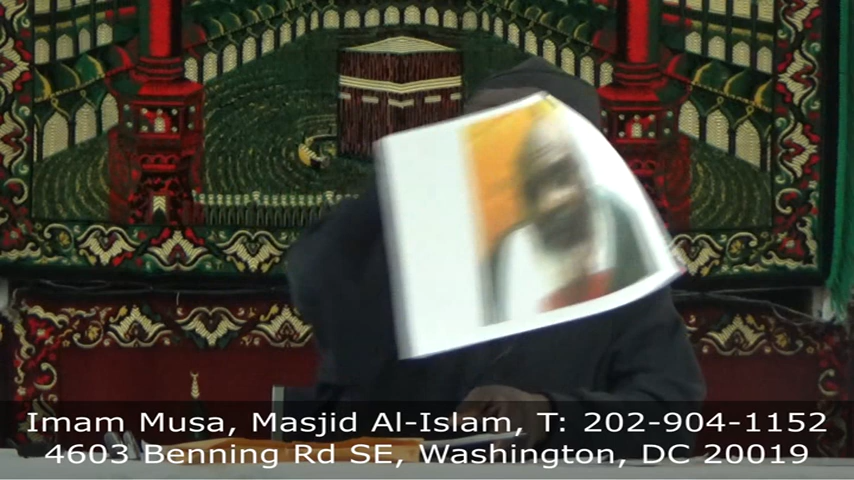 Imam Musa, Masjid Al-Islam, T: 202-904-1152
4603 Benning Rd SE, Washington, DC 20019